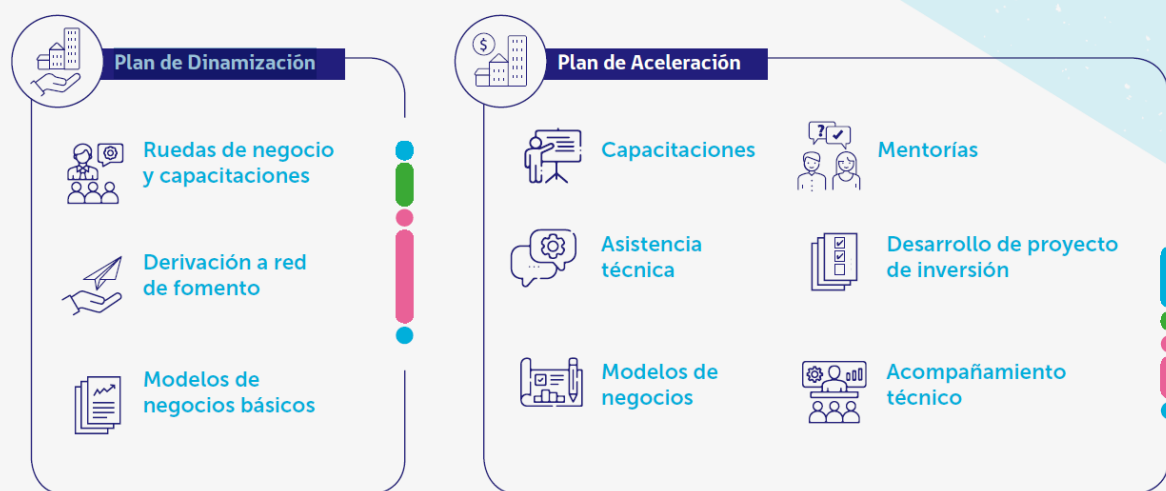 Plan de Dinamización
Ruedas de negocio
y capacitaciones
Derivación a red
de fomento
Modelos de
negocios básicos
Plan de Aceleración
$
Capacitaciones
?
Mentorías
Asistencia
técnica
Desarrollo de proyecto
de inversión
Modelos de
negocios
Acompañamiento
técnico